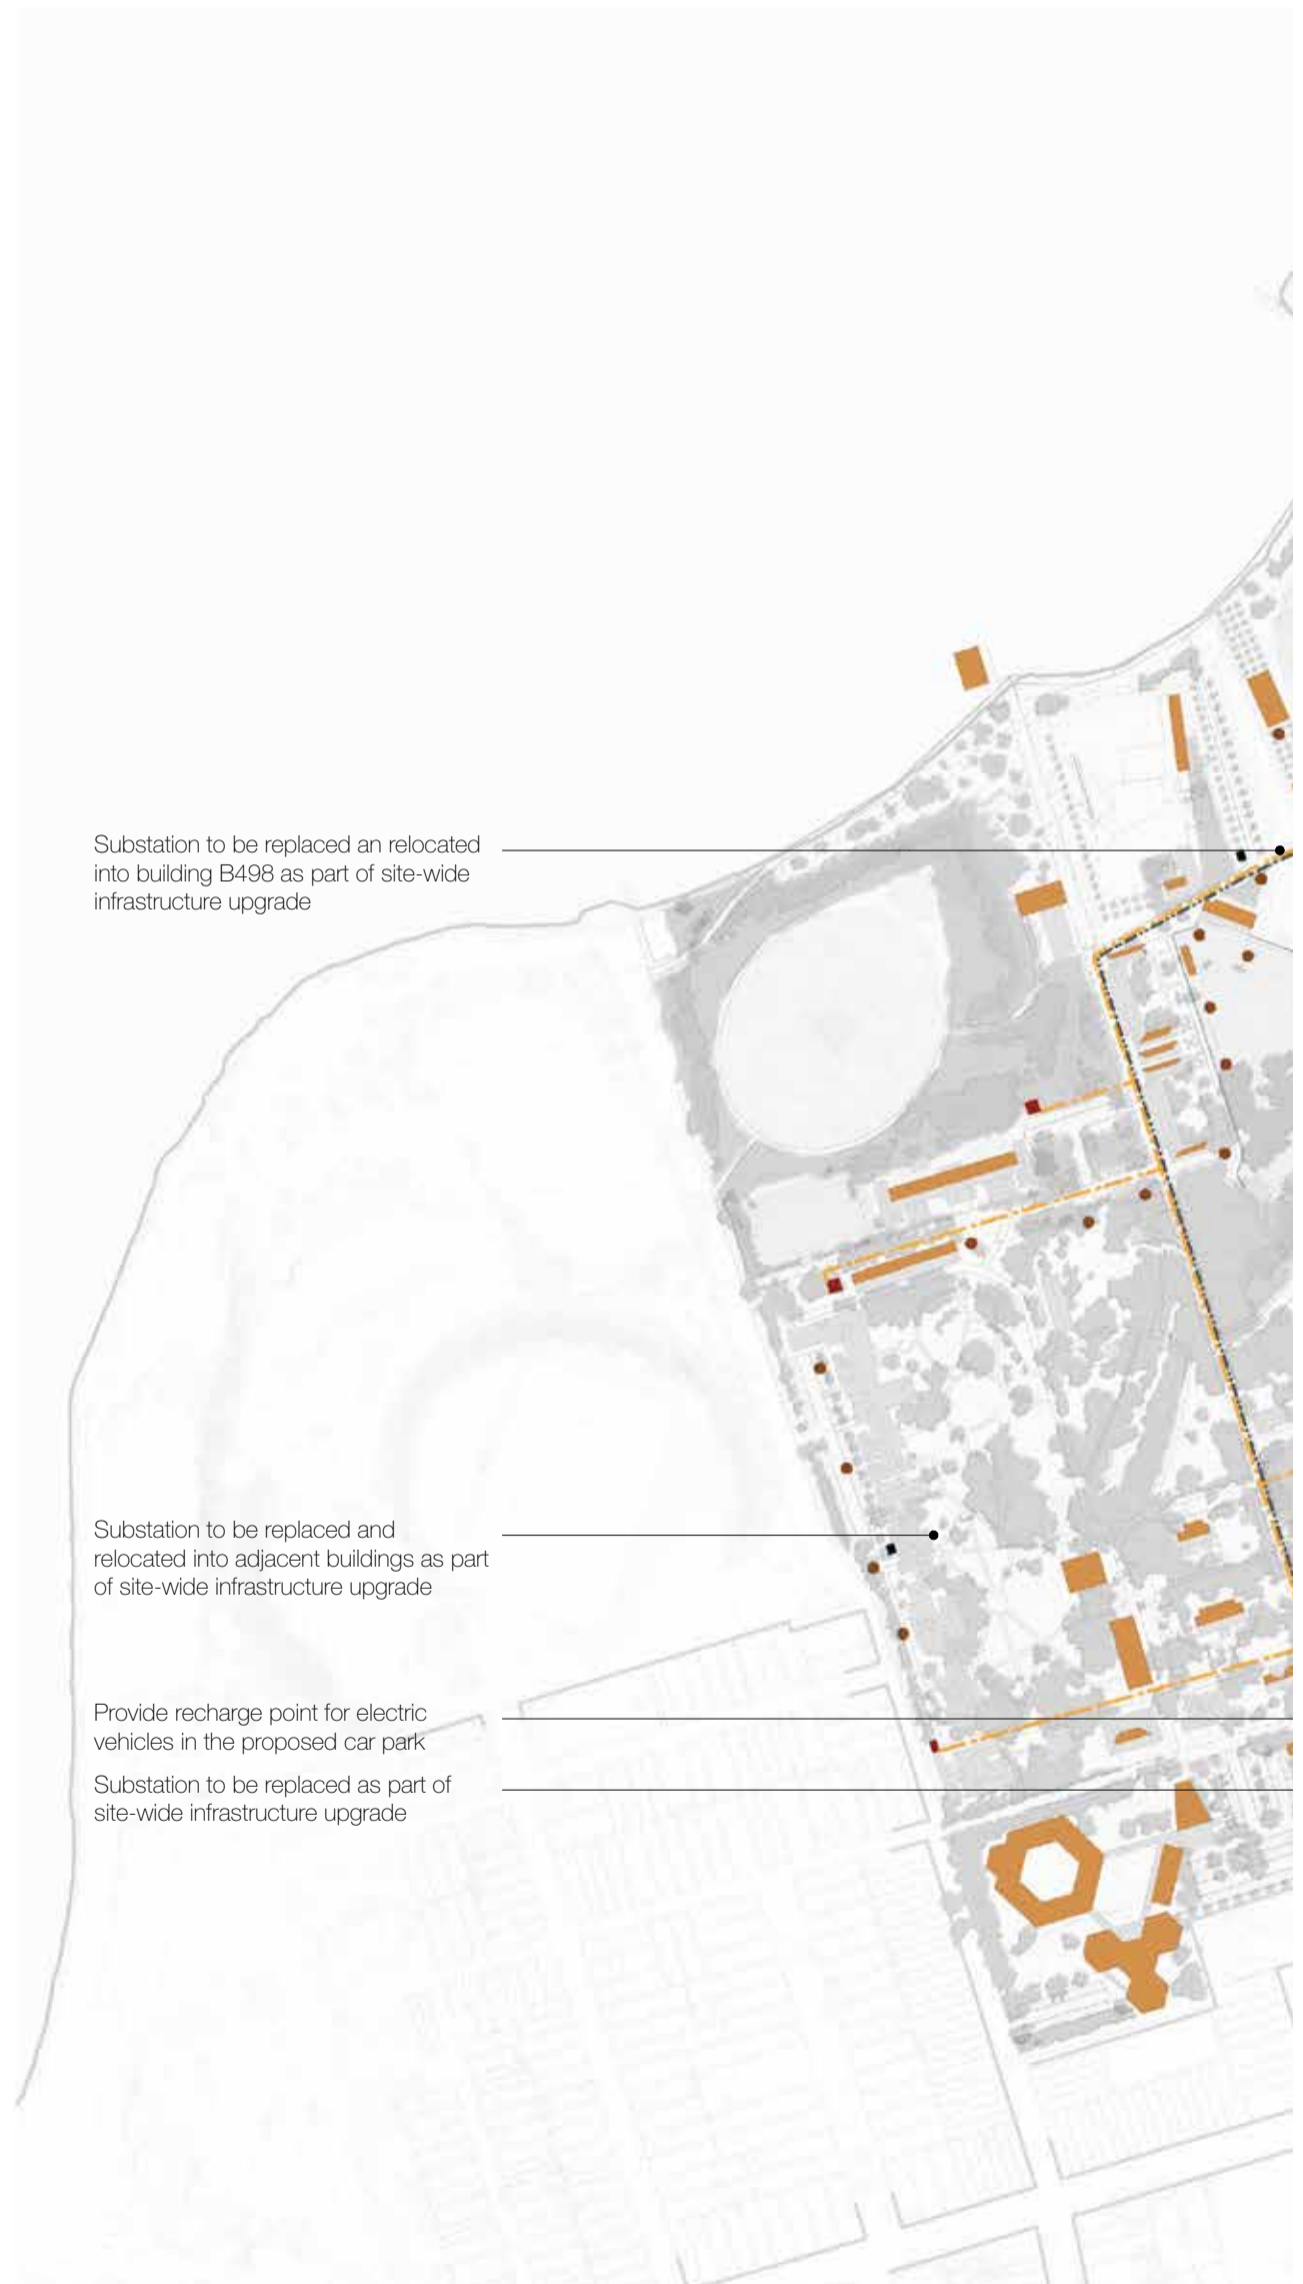 Substation to be replaced an relocated
into building B498 as part of site-wide
infrastructure upgrade
Substation to be replaced and
relocated into adjacent buildings as part
of site-wide infrastructure upgrade
Provide recharge point for electric
vehicles in the proposed car park
Substation to be replaced as part of
site-wide infrastructure upgrade